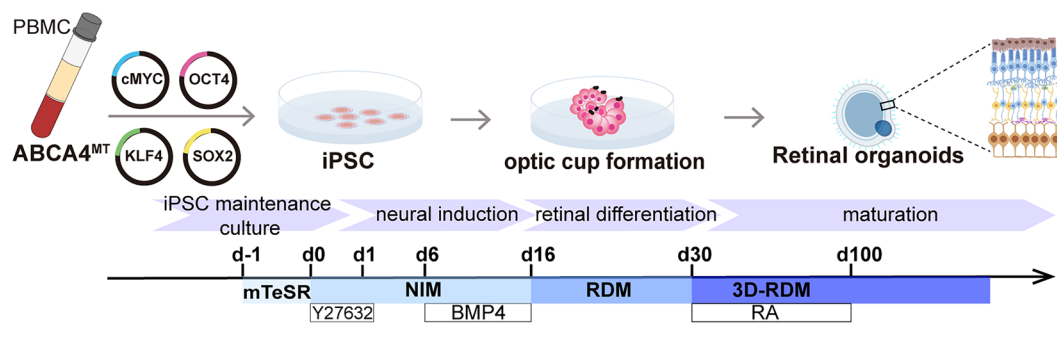 PBMC
cMYC
OCT4
KLF4
SOX2
ABCA4MT
iPSC
optic cup formation
Retinal organoids
iPSC maintenance
culture
neural induction
retinal differentiation
maturation
d-1
d0
d1
d6
d16
d30
d100
mTeSR
NIM
RDM
3D-RDM
Y27632
BMP4
RA